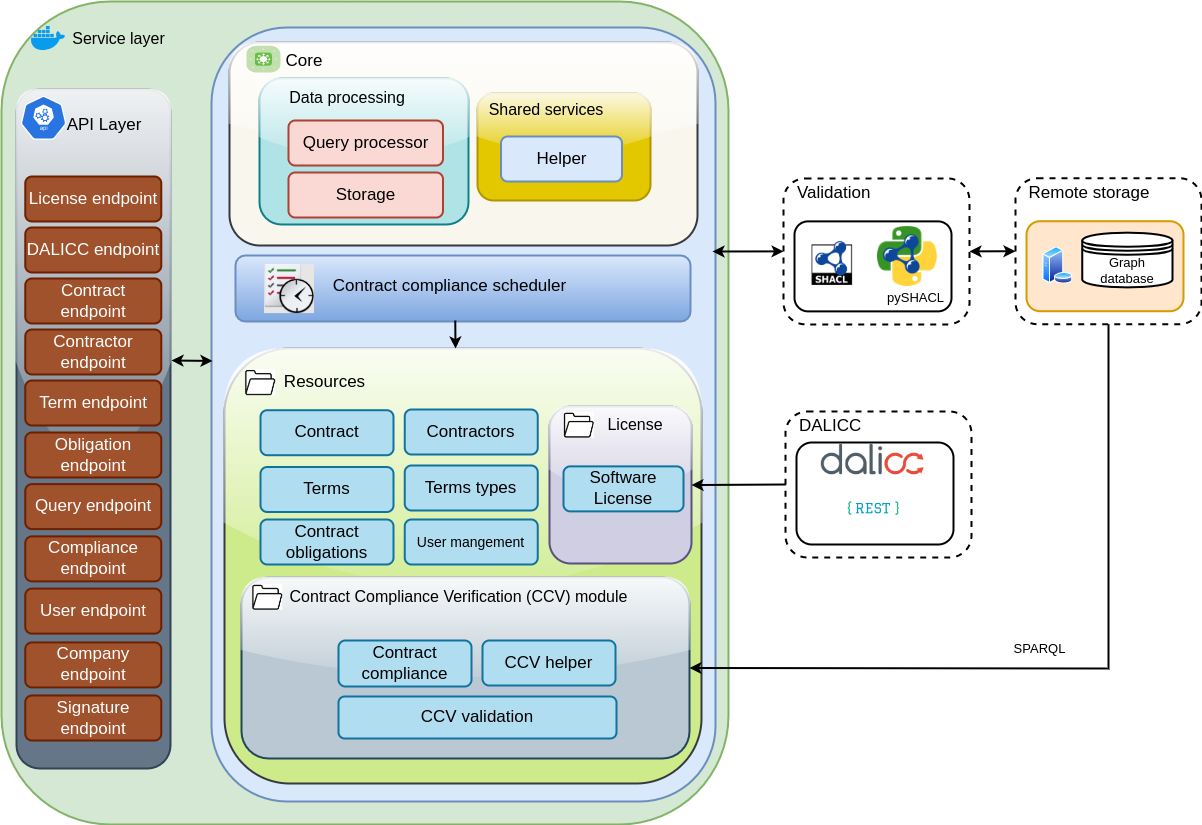 Service layer
API Layer
api
License endpoint
DALICC endpoint
Contract
endpoint
Contractor
endpoint
Term endpoint
Obligation
endpoint
Query endpoint
Compliance
endpoint
User endpoint
Company
endpoint
Signature
endpoint
Core
Data processing
Query processor
Storage
Shared services
Helper
Contract compliance scheduler
Resources
Contract
Contractors
Terms
Terms types
Contract
obligations
User mangement
License
Software
License
Contract Compliance Verification (CCV) module
Contract
compliance
CCV helper
CCV validation
Validation
SHACL
pySHACL
Remote storage
Graph
database
DALICC
dalicc
{ REST }
SPARQL